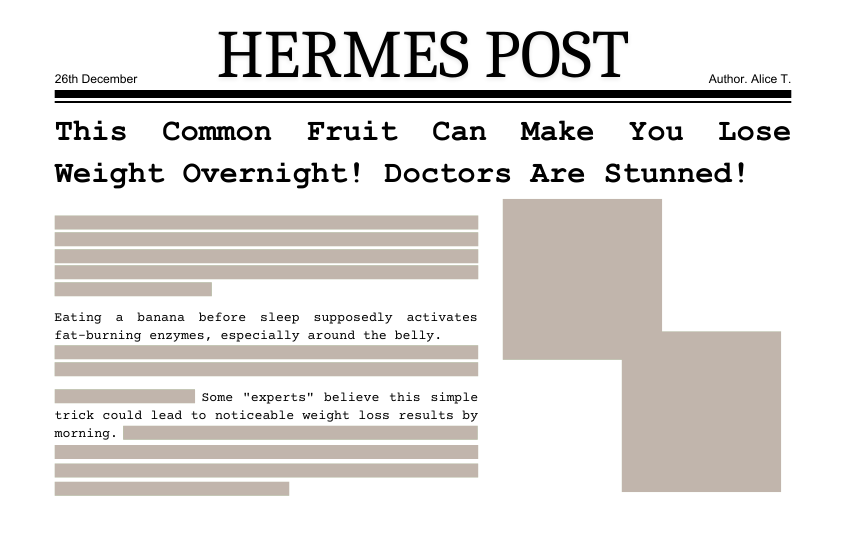 HERMES POST
26th December
Author. Alice T.
This Common Fruit Can Make You Lose
Weight Overnight! Doctors Are Stunned!
Eating a banana before sleep supposedly activates
fat-burning enzymes, especially around the belly.
Some "experts" believe this simple
trick could lead to noticeable weight loss results by
morning.